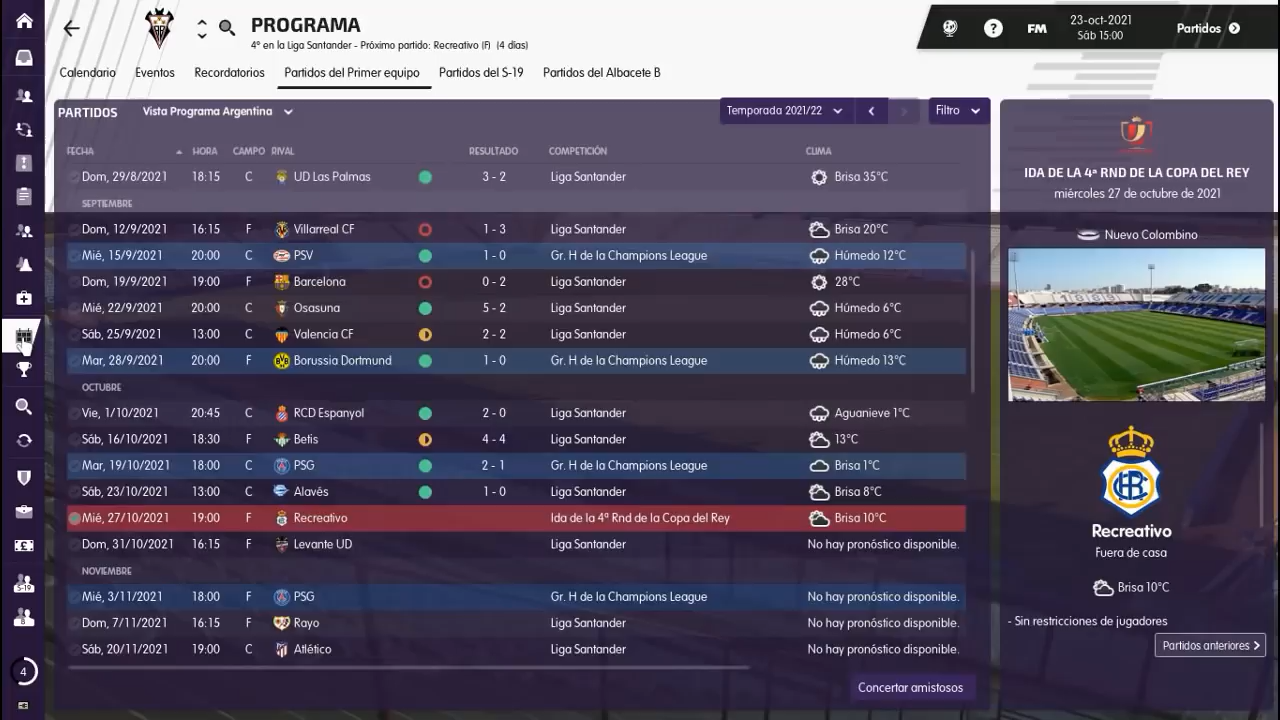 PROGRAMA
4º en la Liga Santander - Próximo partido: Recreativo (F) (4 días)
FM
23-oct-2021
Sáb 15:00
Partidos
Calendario Eventos Recordatorios Partidos del Primer equipo Partidos del S-19 Partidos del Albacete B
PARTIDOS Vista Programa Argentina Temporada 2021/22 Filtro
FECHA HORA CAMPO RIVAL RESULTADO COMPETICIÓN CLIMA
Dom, 29/8/2021 18:15 C UD Las Palmas 3 - 2 Liga Santander Brisa 35°C
SEPTIEMBRE
Dom, 12/9/2021 16:15 F Villarreal CF 1 - 3 Liga Santander Brisa 20°C
Mié, 15/9/2021 20:00 C PSV 1 - 0 Gr. H de la Champions League Húmedo 12°C
Dom, 19/9/2021 19:00 F Barcelona 0 - 2 Liga Santander 28°C
Mié, 22/9/2021 20:00 C Osasuna 5 - 2 Liga Santander Húmedo 6°C
Sáb, 25/9/2021 13:00 C Valencia CF 2 - 2 Liga Santander Húmedo 6°C
Mar, 28/9/2021 20:00 F Borussia Dortmund 1 - 0 Gr. H de la Champions League Húmedo 13°C
OCTUBRE
Vie, 1/10/2021 20:45 C RCD Espanyol 2 - 0 Liga Santander Aguanieve 1°C
Sáb, 16/10/2021 18:30 F Betis 4 - 4 Liga Santander 13°C
Mar, 19/10/2021 18:00 C PSG 2 - 1 Gr. H de la Champions League Brisa 1°C
Sáb, 23/10/2021 13:00 C Alavés 1 - 0 Liga Santander Brisa 8°C
Mié, 27/10/2021 19:00 F Recreativo Ida de la 4ª Rnd de la Copa del Rey Brisa 10°C
Dom, 31/10/2021 16:15 F Levante UD Liga Santander No hay pronóstico disponible.
NOVIEMBRE
Mié, 3/11/2021 18:00 F PSG Gr. H de la Champions League No hay pronóstico disponible.
Dom, 7/11/2021 16:15 F Rayo Liga Santander No hay pronóstico disponible.
Sáb, 20/11/2021 19:00 C Atlético Liga Santander No hay pronóstico disponible.
Concertar amistosos
IDA DE LA 4ª RND DE LA COPA DEL REY
miércoles 27 de octubre de 2021
Nuevo Colombino
Recreativo
Fuera de casa
Brisa 10°C
- Sin restricciones de jugadores
Partidos anteriores
S-19
B
4